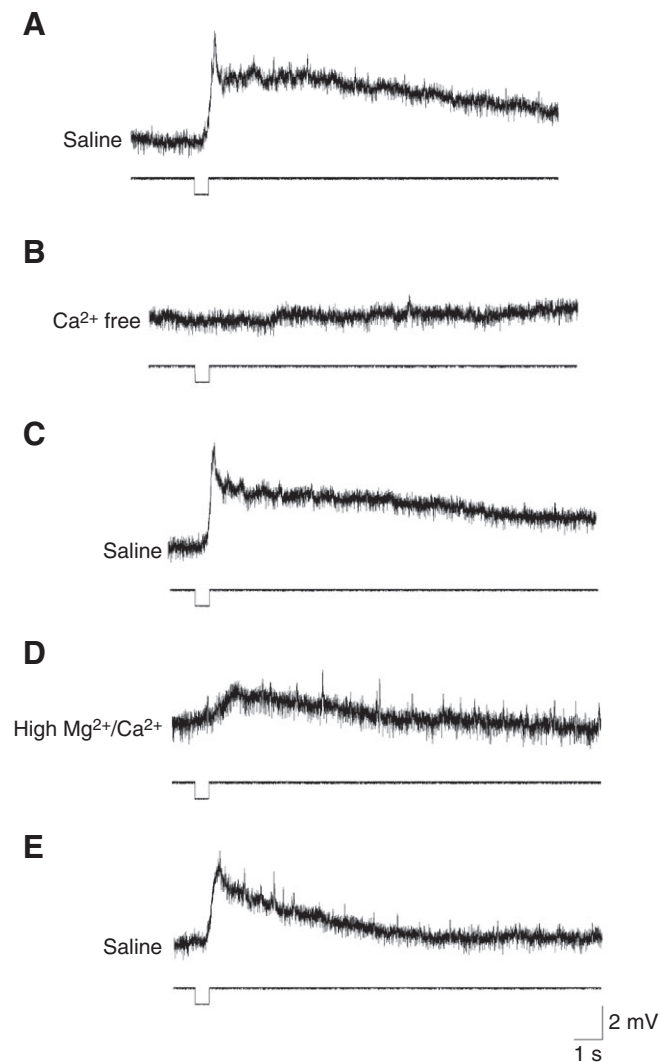 A
Saline
B
Ca²⁺ free
C
Saline
D
High Mg²⁺/Ca²⁺
E
Saline
2 mV
1 s